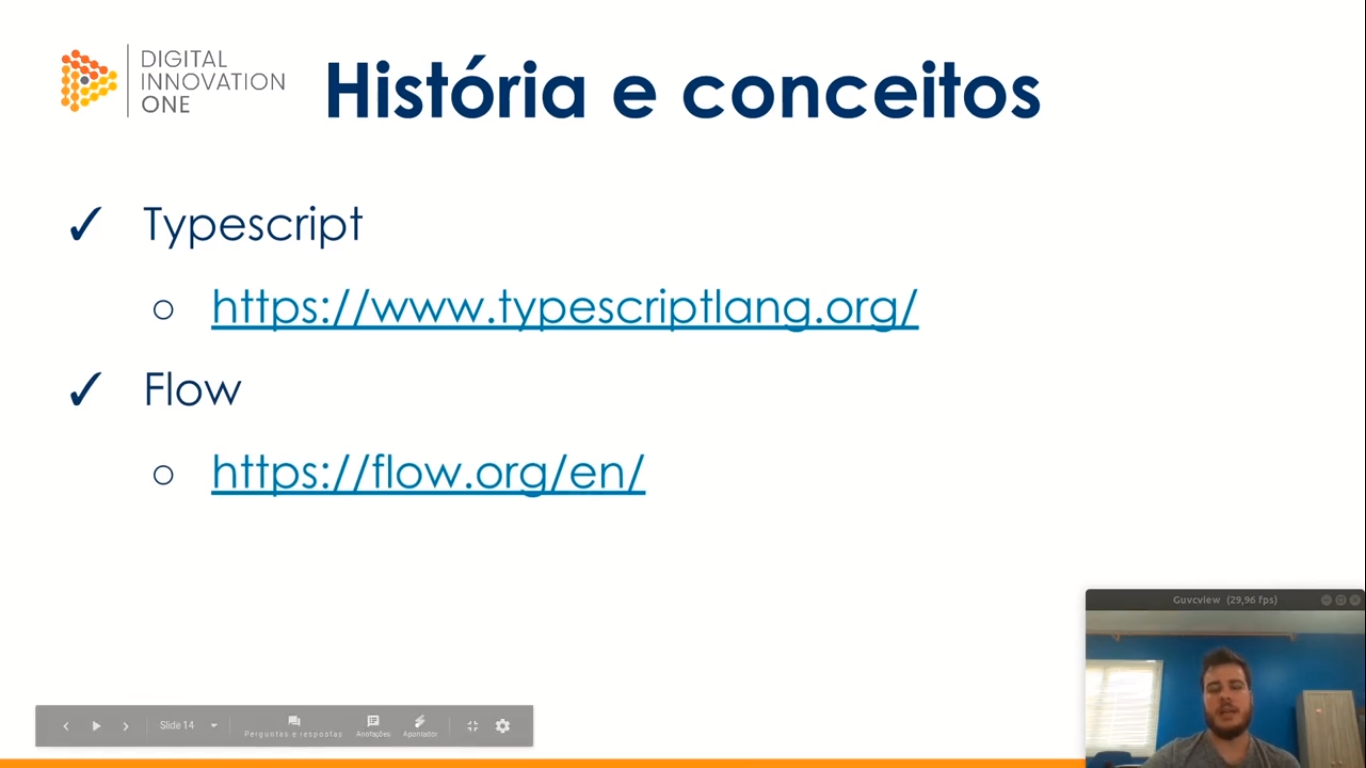 DIGITAL
INNOVATION
ONE
História e conceitos
✓ Typescript
○ https://www.typescriptlang.org/
✓ Flow
○ https://flow.org/en/
Guvcview (29,96 fps)
Slide 14
Perguntas e respostas
Anotações
Apontador